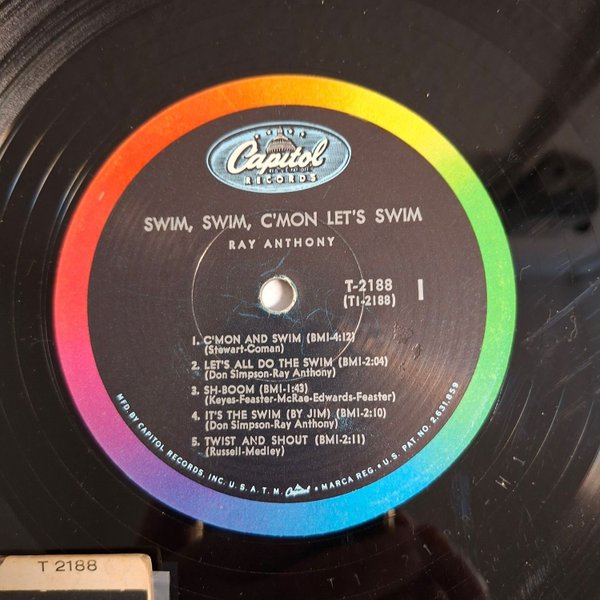 Capitol
RECORDS
SWIM, SWIM, C'MON LET'S SWIM
RAY ANTHONY
T-2188
(T1-2188)
1
1. C'MON AND SWIM (BMI-4:12)
(Stewart-Coman)
2. LET'S ALL DO THE SWIM (BMI-2:04)
(Don Simpson-Ray Anthony)
3. SH-BOOM (BMI-1:43)
(Keyes-Feaster-McRae-Edwards-Feaster)
4. IT'S THE SWIM (BY JIM) (BMI-2:10)
(Don Simpson-Ray Anthony)
5. TWIST AND SHOUT (BMI-2:11)
(Russell-Medley)
MFD. BY CAPITOL RECORDS, INC. U.S.A. T.M. Capitol MARCA REG. • U.S. PAT. NO. 2,631,859
T 2188